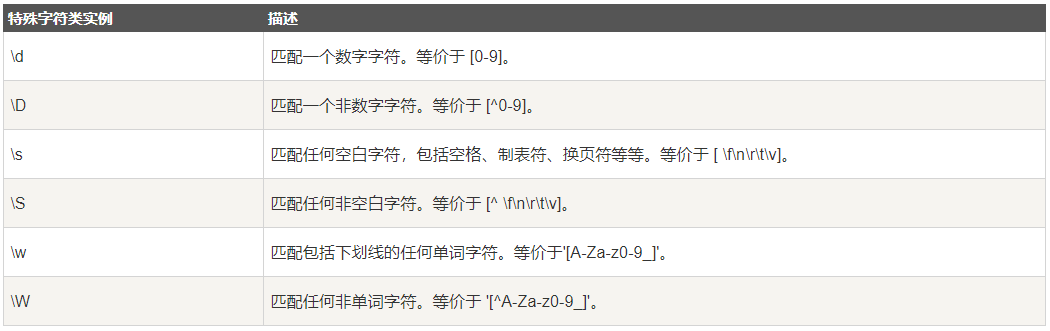 特殊字符类实例 描述
\d 匹配一个数字字符。等价于 [0-9]。
\D 匹配一个非数字字符。等价于 [^0-9]。
\s 匹配任何空白字符，包括空格、制表符、换页符等等。等价于 [ \f\n\r\t\v]。
\S 匹配任何非空白字符。等价于 [^ \f\n\r\t\v]。
\w 匹配包括下划线的任何单词字符。等价于'[A-Za-z0-9_]'。
\W 匹配任何非单词字符。等价于 '[^A-Za-z0-9_]'。